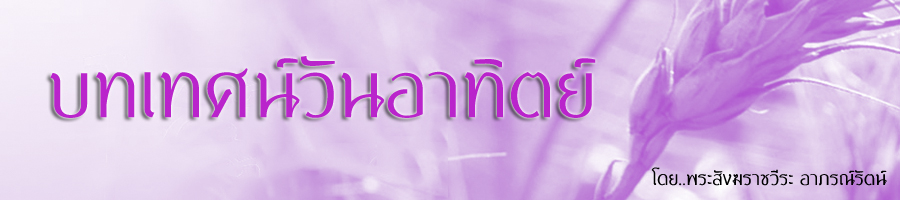 บทเทศน์วันอาทิตย์
โดย..พระสังฆราชวีระ อาภรณ์รัตน์